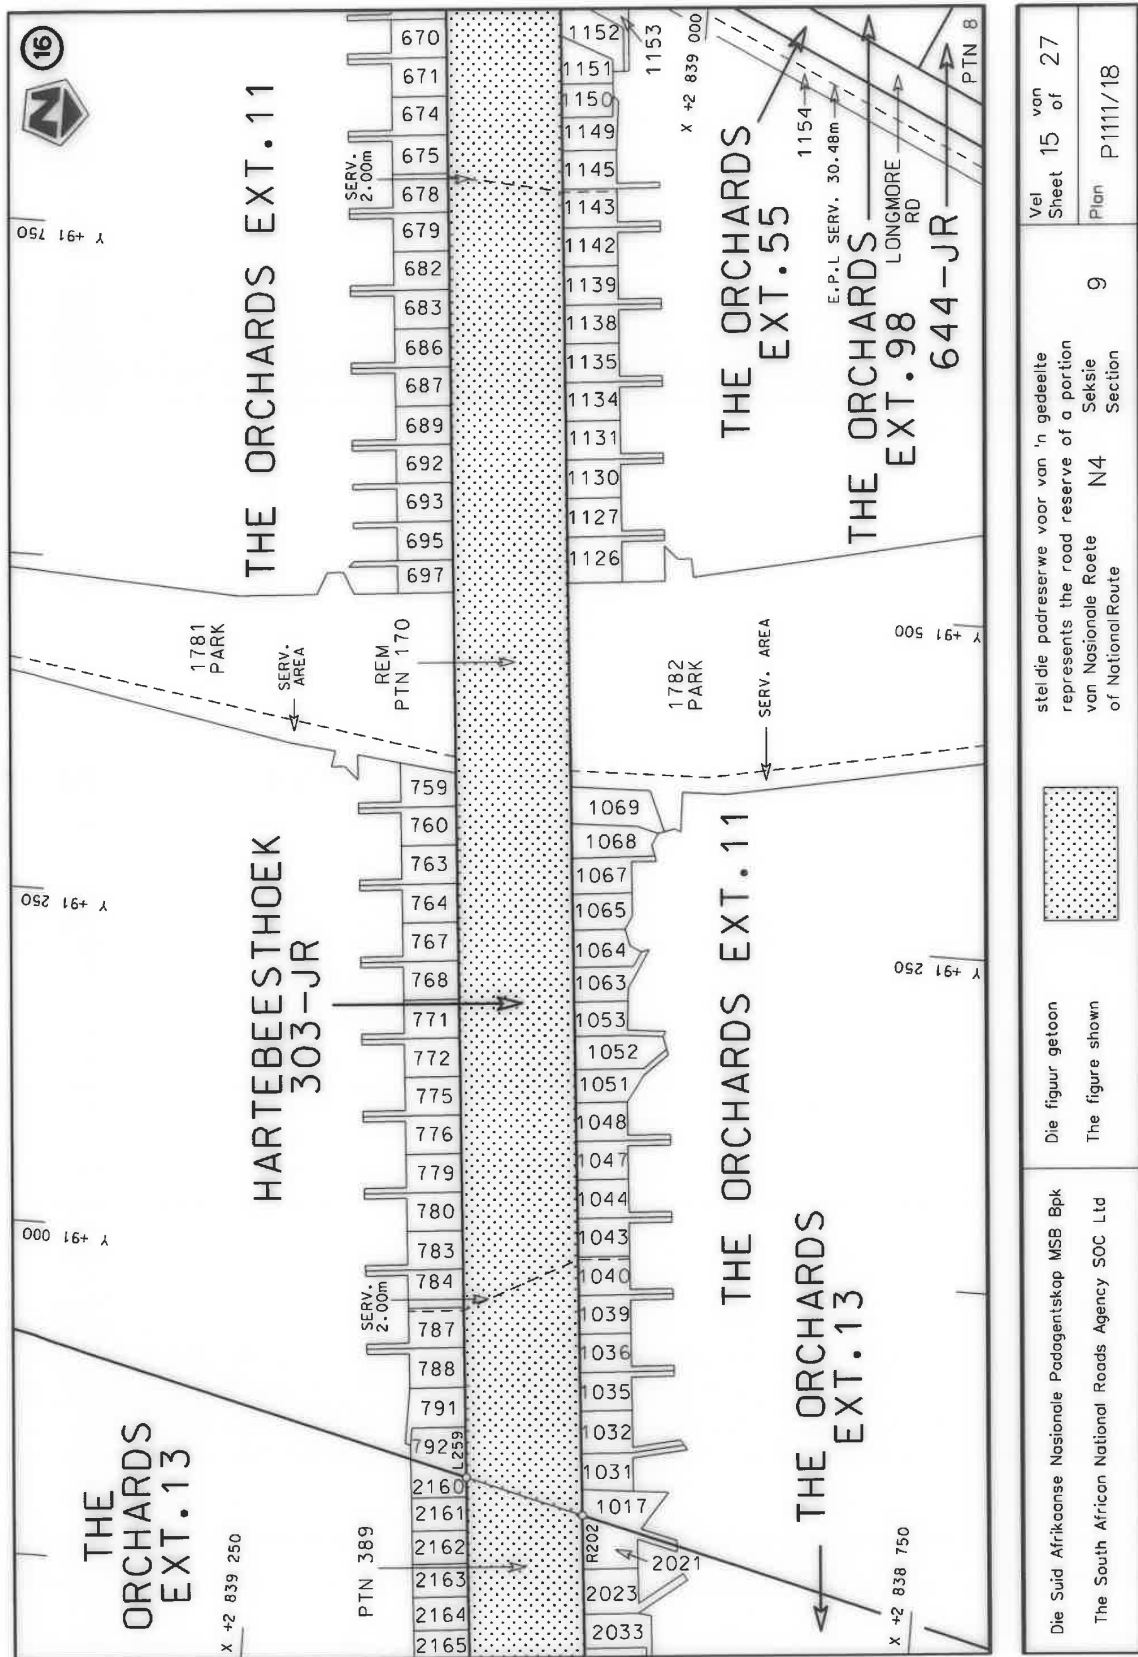 16
N
THE ORCHARDS EXT.11
Y +91 750
SERV.
2.00m
670
671
674
675
678
679
682
683
686
687
689
692
693
695
697
1152
1153
1151
1150
1149
1145
1143
1142
1139
1138
1135
1134
1131
1130
1127
1126
X +2 839 000
THE ORCHARDS
EXT.55
1154
E.P.L SERV. 30.48m
THE ORCHARDS
EXT.98
LONGMORE
RD
644-JR
PTN 8
1781
PARK
SERV.
AREA
REM
PTN 170
1782
PARK
SERV. AREA
Y +91 500
HARTEBEESTHOEK
303-JR
Y +91 250
759
760
763
764
767
768
771
772
775
776
779
780
783
784
787
788
791
792
L259
1069
1068
1067
1065
1064
1063
1053
1052
1051
1048
1047
1044
1043
1040
1039
1036
1035
1032
1031
1017
THE ORCHARDS EXT.11
Y +91 250
Y +91 000
SERV.
2.00m
THE
ORCHARDS
EXT.13
X +2 839 250
PTN 389
2160
2161
2162
2163
2164
2165
R202
2021
2023
2033
THE ORCHARDS
EXT.13
X +2 838 750
Die Suid Afrikaanse Nasionale Padagentskap MSB Bpk
The South African National Roads Agency SOC Ltd
Die figuur getoon
The figure shown
stel die padreserwe voor van 'n gedeelte
represents the road reserve of a portion
van Nasionale Roete N4 Seksie 9
of National Route Section
Vel 15 van 27
Sheet of
Plan P1111/18